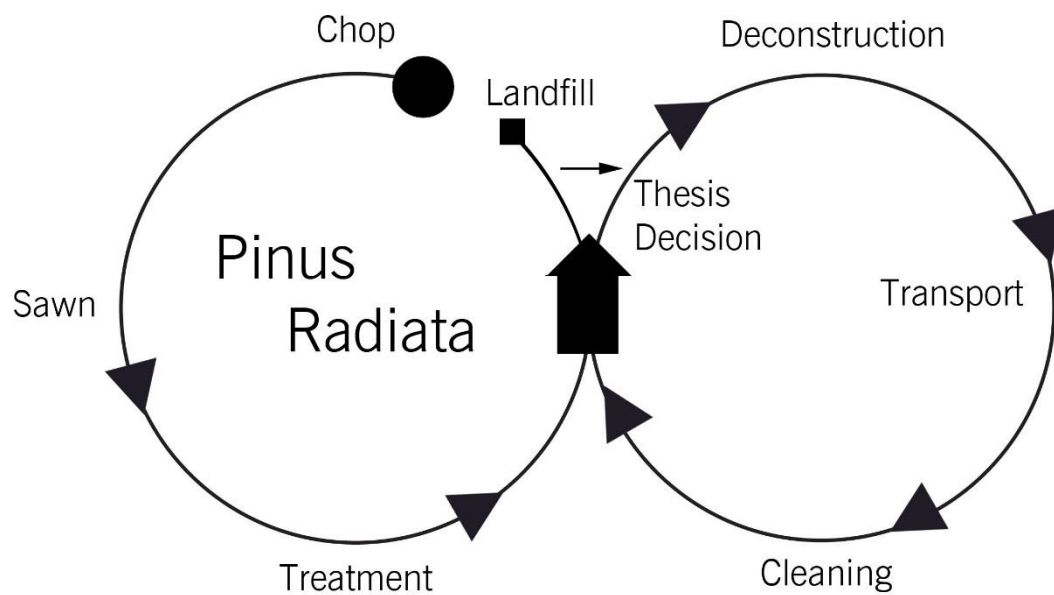 Chop
Deconstruction
Landfill
Thesis
Decision
Pinus
Radiata
Sawn
Transport
Treatment
Cleaning